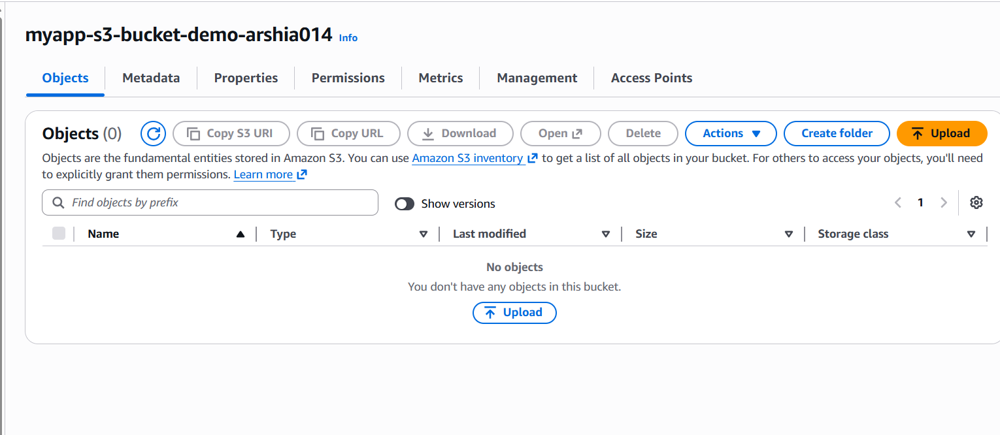 myapp-s3-bucket-demo-arshia014 Info
Objects Metadata Properties Permissions Metrics Management Access Points
Objects (0) Copy S3 URI Copy URL Download Open Delete Actions Create folder Upload
Objects are the fundamental entities stored in Amazon S3. You can use Amazon S3 inventory to get a list of all objects in your bucket. For others to access your objects, you'll need
to explicitly grant them permissions. Learn more
Find objects by prefix Show versions 1
Name Type Last modified Size Storage class
No objects
You don't have any objects in this bucket.
Upload